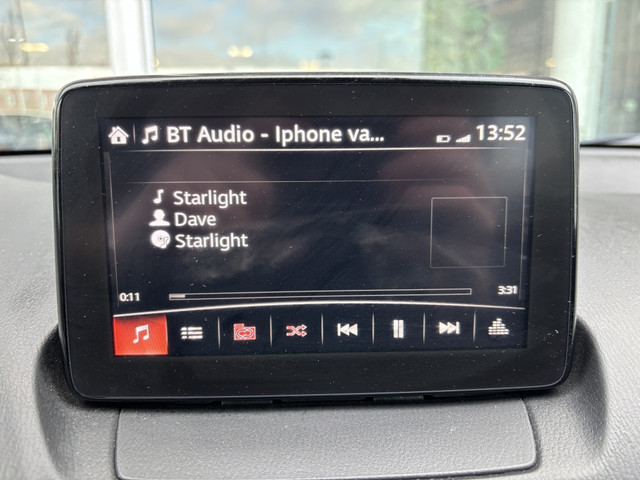 BT Audio - Iphone va... 13:52
Starlight
Dave
Starlight
0:11 3:31